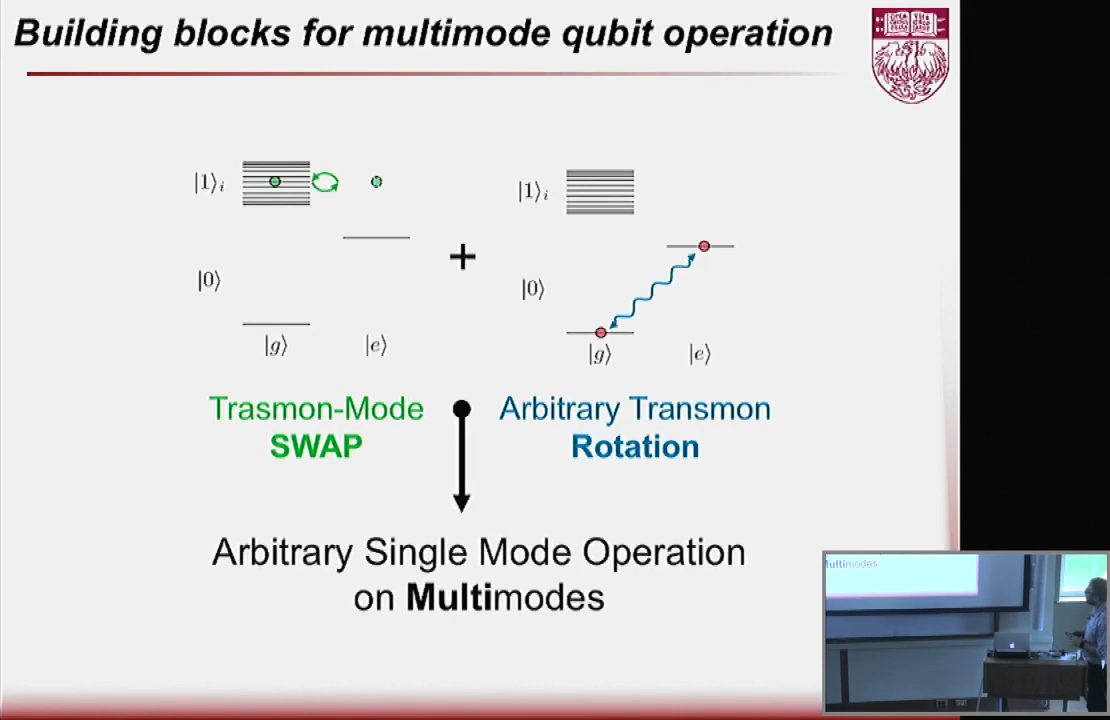 Building blocks for multimode qubit operation
|1⟩ᵢ
|0⟩
|g⟩ |e⟩
+
|1⟩ᵢ
|0⟩
|g⟩ |e⟩
Trasmon-Mode
SWAP
Arbitrary Transmon
Rotation
Arbitrary Single Mode Operation
on Multimodes
Multimodes